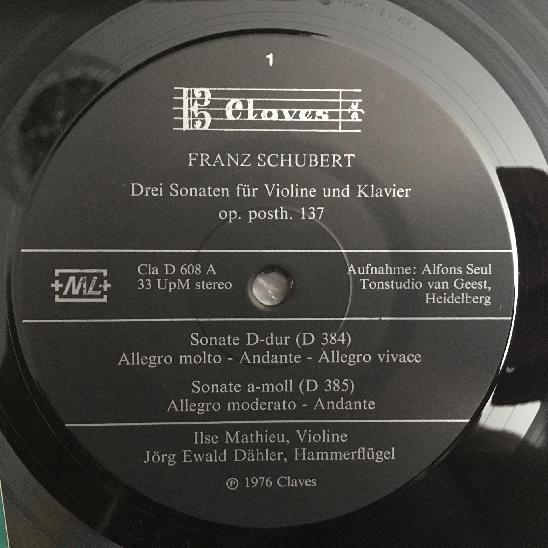 1
Claves
FRANZ SCHUBERT
Drei Sonaten für Violine und Klavier
op. posth. 137
ML
Cla D 608 A
33 UpM stereo
Aufnahme: Alfons Seul
Tonstudio van Geest,
Heidelberg
Sonate D-dur (D 384)
Allegro molto - Andante - Allegro vivace
Sonate a-moll (D 385)
Allegro moderato - Andante
Ilse Mathieu, Violine
Jörg Ewald Dähler, Hammerflügel
℗ 1976 Claves